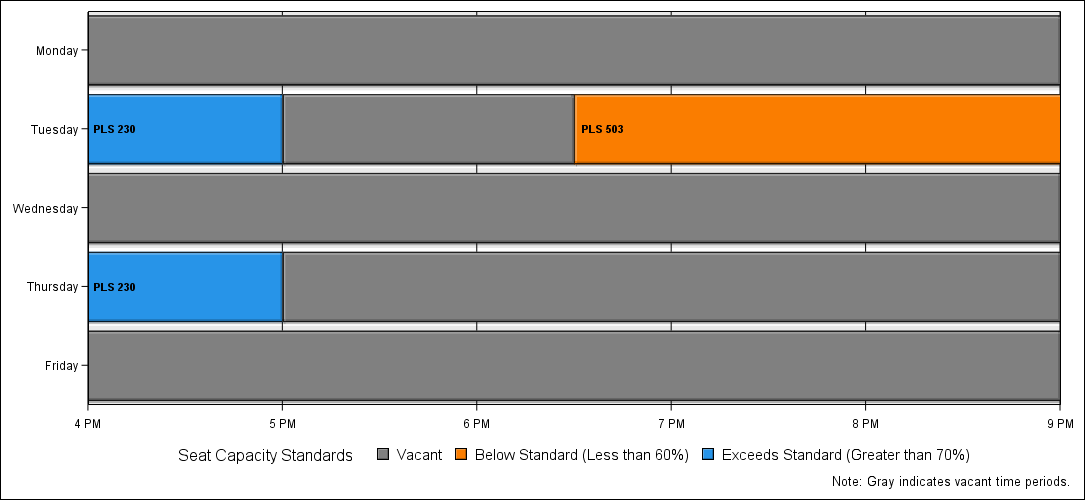 Monday
Tuesday
PLS 230
PLS 503
Wednesday
Thursday
PLS 230
Friday
4 PM 5 PM 6 PM 7 PM 8 PM 9 PM
Seat Capacity Standards Vacant Below Standard (Less than 60%) Exceeds Standard (Greater than 70%)
Note: Gray indicates vacant time periods.